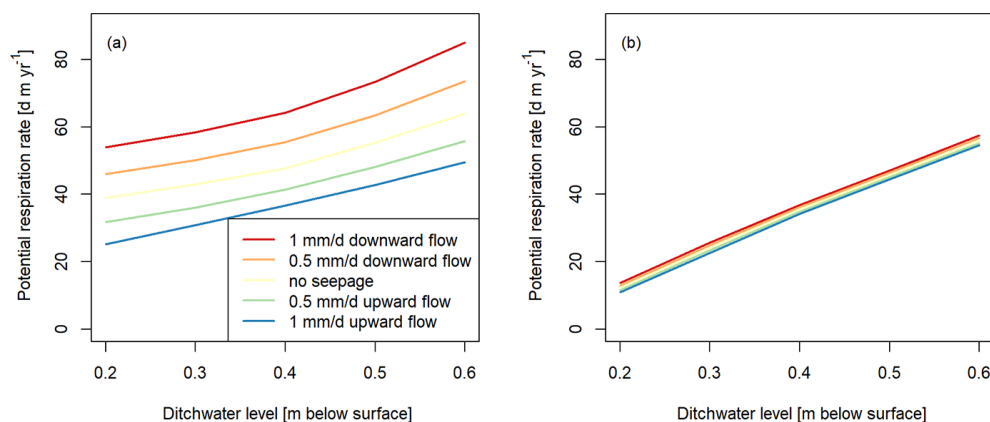 (a)
Potential respiration rate [d m yr⁻¹]
80
60
40
20
0
1 mm/d downward flow
0.5 mm/d downward flow
no seepage
0.5 mm/d upward flow
1 mm/d upward flow
0.2 0.3 0.4 0.5 0.6
Ditchwater level [m below surface]
(b)
Potential respiration rate [d m yr⁻¹]
80
60
40
20
0
0.2 0.3 0.4 0.5 0.6
Ditchwater level [m below surface]